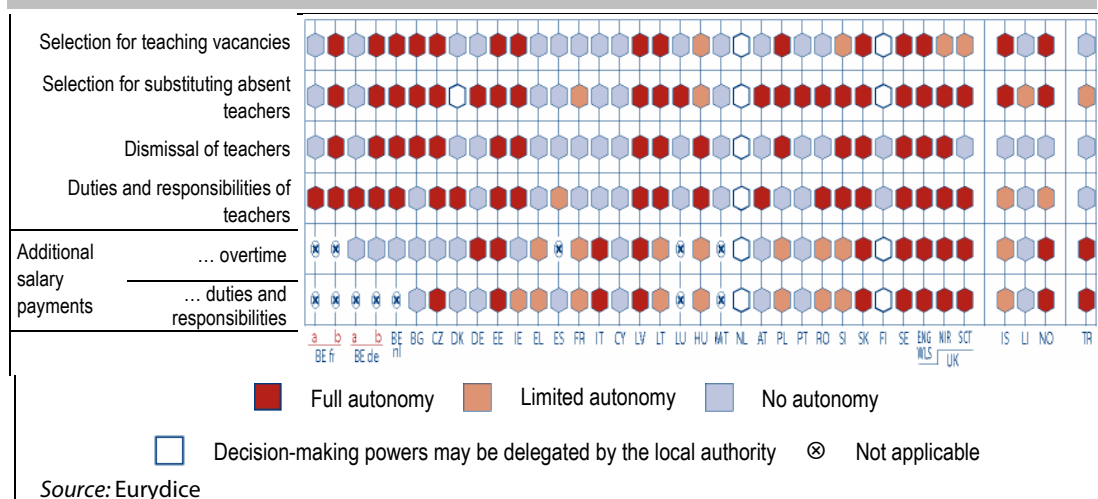 Selection for teaching vacancies
Selection for substituting absent
teachers
Dismissal of teachers
Duties and responsibilities of
teachers
Additional
salary
payments
… overtime
… duties and
responsibilities
a b a b BE BG CZ DK DE EE IE EL ES FR IT CY LV LT LU HU MT NL AT PL PT RO SI SK FI SE ENG NIR SCT IS LI NO TR
BE fr BE de nl WLS UK
Full autonomy Limited autonomy No autonomy
Decision-making powers may be delegated by the local authority ⊗ Not applicable
Source: Eurydice